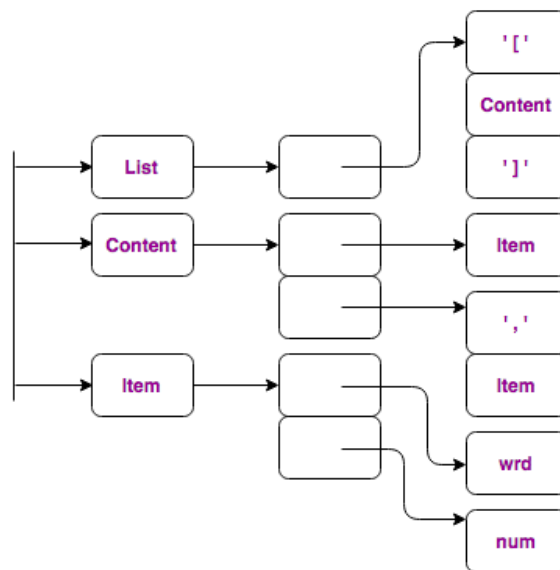 '['
Content
List
']'
Content
Item
','
Item
Item
wrd
num